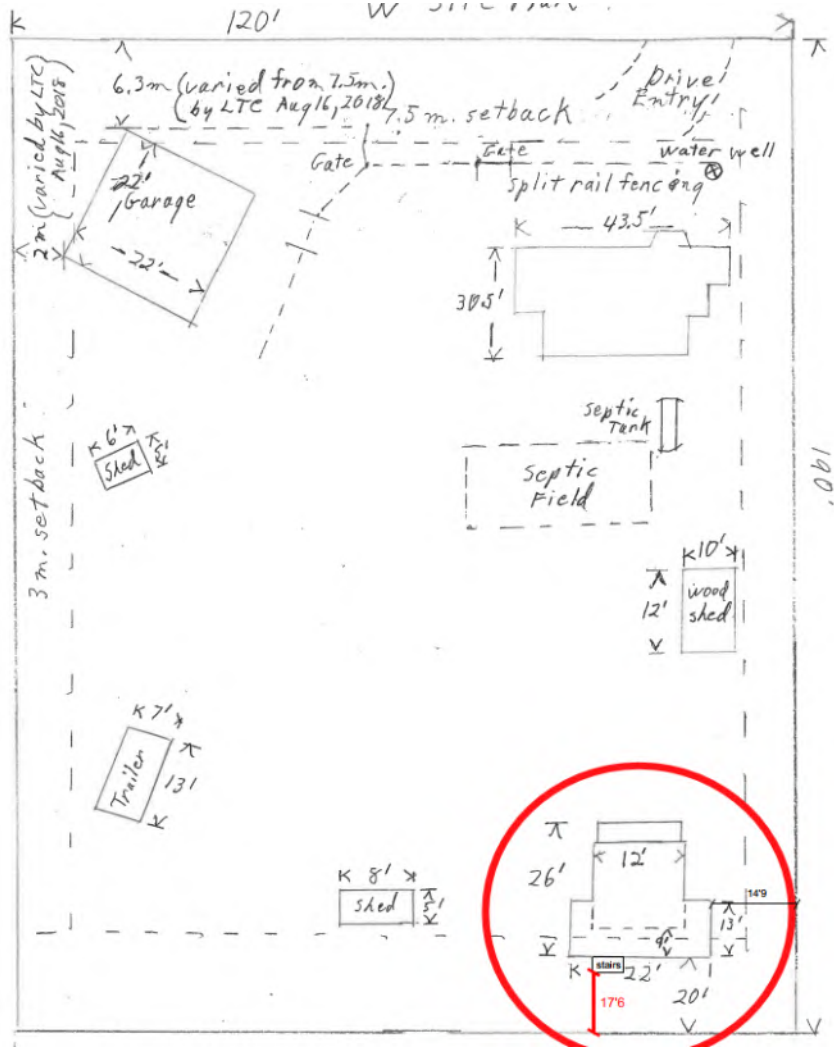 120'
6.3m (varied from 7.5m.)
(by LTC Aug 16, 2018)
7.5 m. setback
Drive
Entry
2m (varied by LTC)
Aug 16, 2018)
Gate
Gate
water well
split rail fencing
22'
Garage
22'
43.5'
30.5'
Septic
Tank
6'
5'
Shed
Septic
Field
190'
3 m. setback
10'
12'
wood
shed
7'
Trailer
13'
8'
Shed
5'
26'
12'
14'9
13'
stairs
22'
17'6
20'